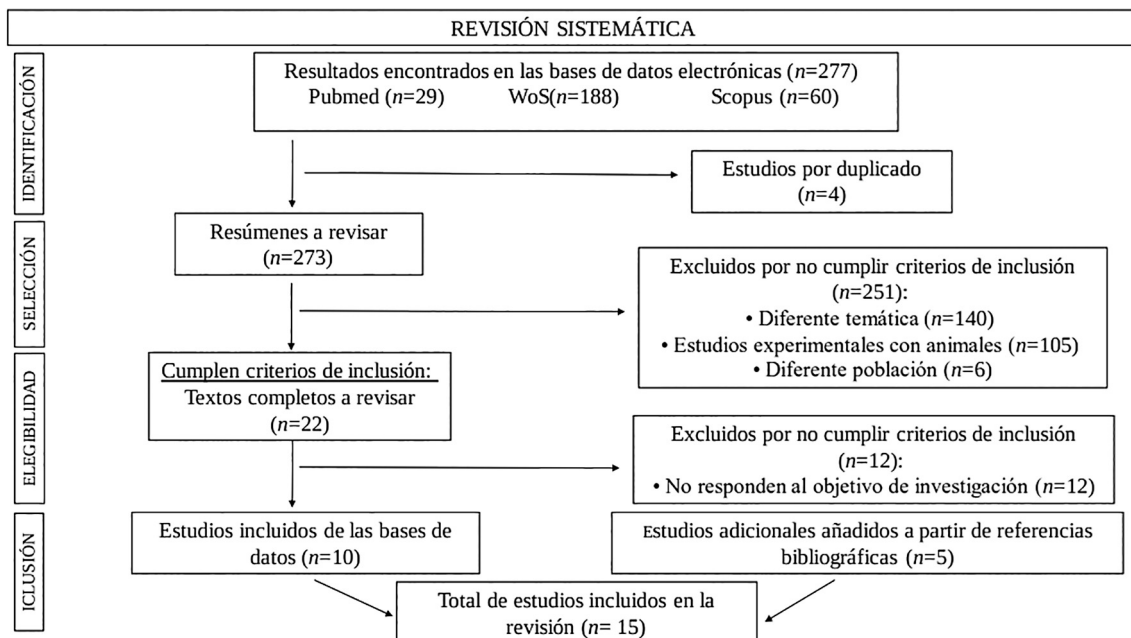 REVISIÓN SISTEMÁTICA
IDENTIFICACIÓN
Resultados encontrados en las bases de datos electrónicas (n=277)
Pubmed (n=29) WoS(n=188) Scopus (n=60)
Estudios por duplicado
(n=4)
SELECCIÓN
Resúmenes a revisar
(n=273)
Excluidos por no cumplir criterios de inclusión
(n=251):
• Diferente temática (n=140)
• Estudios experimentales con animales (n=105)
• Diferente población (n=6)
ELEGIBILIDAD
Cumplen criterios de inclusión:
Textos completos a revisar
(n=22)
Excluidos por no cumplir criterios de inclusión
(n=12):
• No responden al objetivo de investigación (n=12)
ICLUSIÓN
Estudios incluidos de las bases de
datos (n=10)
Estudios adicionales añadidos a partir de referencias
bibliográficas (n=5)
Total de estudios incluidos en la
revisión (n= 15)